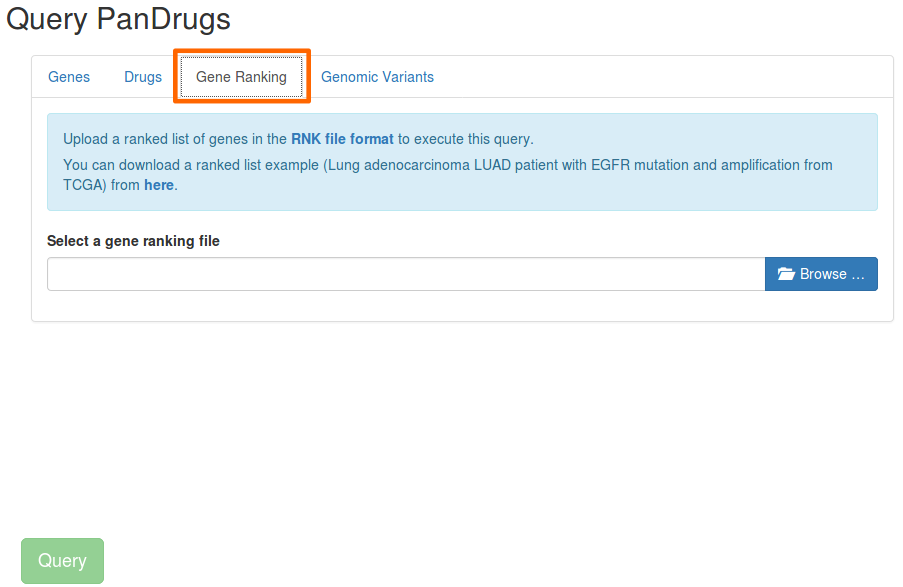 Query PanDrugs
Genes Drugs Gene Ranking Genomic Variants
Upload a ranked list of genes in the RNK file format to execute this query.
You can download a ranked list example (Lung adenocarcinoma LUAD patient with EGFR mutation and amplification from
TCGA) from here.
Select a gene ranking file
Browse …
Query